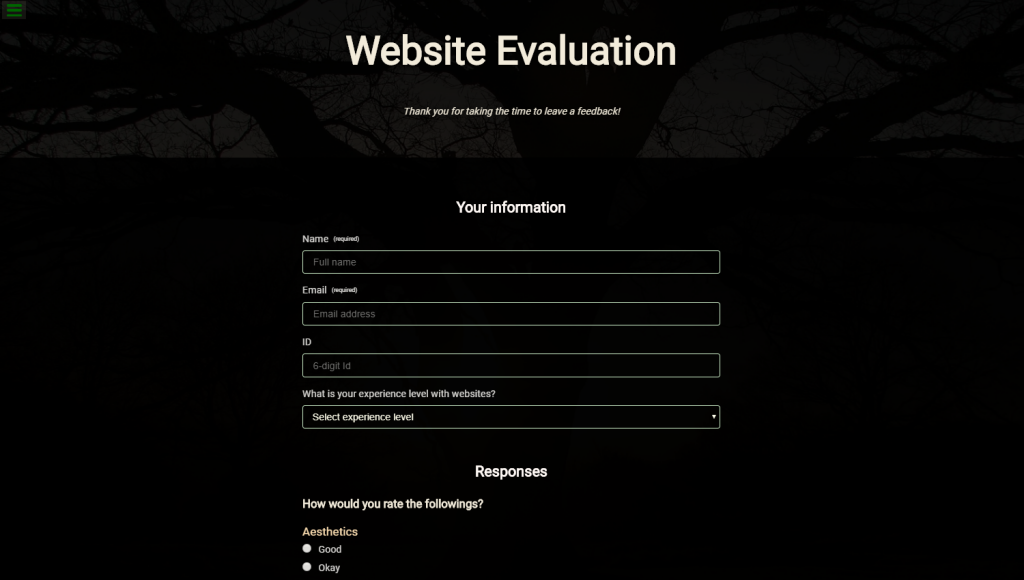 Website Evaluation
Thank you for taking the time to leave a feedback!
Your information
Name (required)
Full name
Email (required)
Email address
ID
6-digit Id
What is your experience level with websites?
Select experience level
Responses
How would you rate the followings?
Aesthetics
Good
Okay